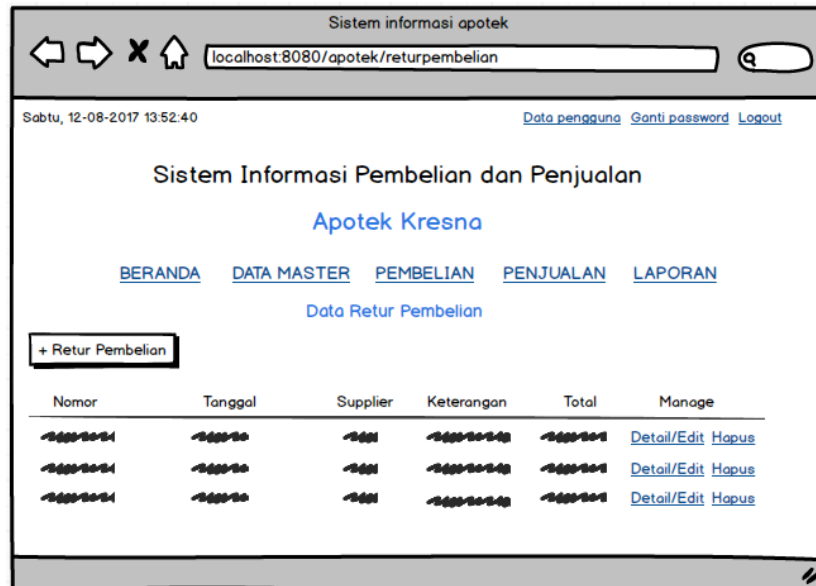 Sistem informasi apotek
localhost:8080/apotek/returpembelian
Sabtu, 12-08-2017 13:52:40 Data pengguna Ganti password Logout
Sistem Informasi Pembelian dan Penjualan
Apotek Kresna
BERANDA DATA MASTER PEMBELIAN PENJUALAN LAPORAN
Data Retur Pembelian
+ Retur Pembelian
Nomor Tanggal Supplier Keterangan Total Manage
Detail/Edit Hapus
Detail/Edit Hapus
Detail/Edit Hapus